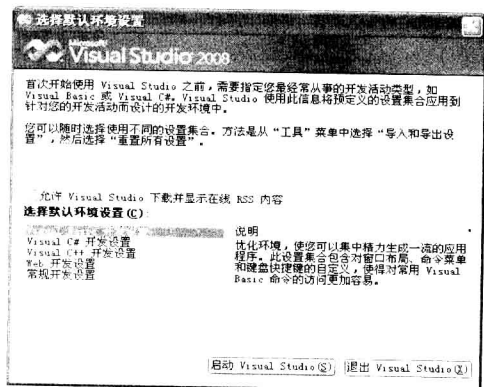 选择默认环境设置
Microsoft
Visual Studio 2008
首次开始使用 Visual Studio 之前，需要指定您最经常从事的开发活动类型，如
Visual Basic 或 Visual C#。Visual Studio 使用此信息将预定义的设置集合应用到
针对您的开发活动而设计的开发环境中。
您可以随时选择使用不同的设置集合。方法是从“工具”菜单中选择“导入和导出设
置”，然后选择“重置所有设置”。
允许 Visual Studio 下载并显示在线 RSS 内容
选择默认环境设置(C):
Visual C# 开发设置
Visual C++ 开发设置
Web 开发设置
常规开发设置
说明
优化环境，使您可以集中精力生成一流的应用
程序。此设置集合包含对窗口布局、命令菜单
和键盘快捷键的自定义，使得对常用 Visual
Basic 命令的访问更加容易。
启动 Visual Studio(S)
退出 Visual Studio(X)